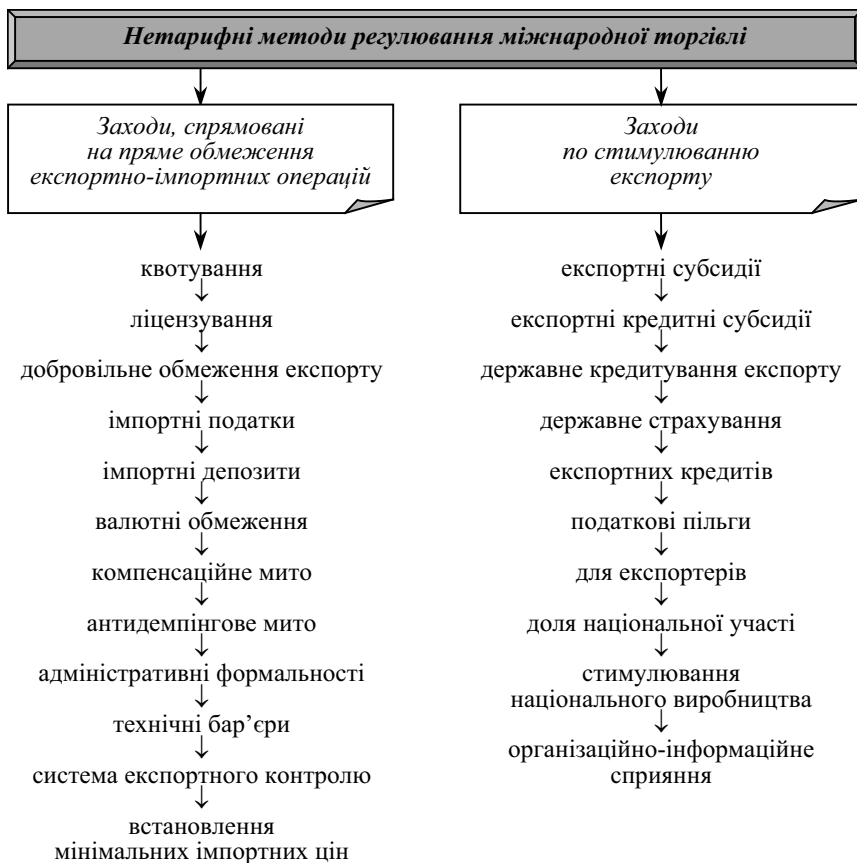 Нетарифні методи регулювання міжнародної торгівлі
Заходи, спрямовані
на пряме обмеження
експортно-імпортних операцій
квотування
ліцензування
добровільне обмеження експорту
імпортні податки
імпортні депозити
валютні обмеження
компенсаційне мито
антидемпінгове мито
адміністративні формальності
технічні бар’єри
система експортного контролю
встановлення
мінімальних імпортних цін
Заходи
по стимулюванню
експорту
експортні субсидії
експортні кредитні субсидії
державне кредитування експорту
державне страхування
експортних кредитів
податкові пільги
для експортерів
доля національної участі
стимулювання
національного виробництва
організаційно-інформаційне
сприяння